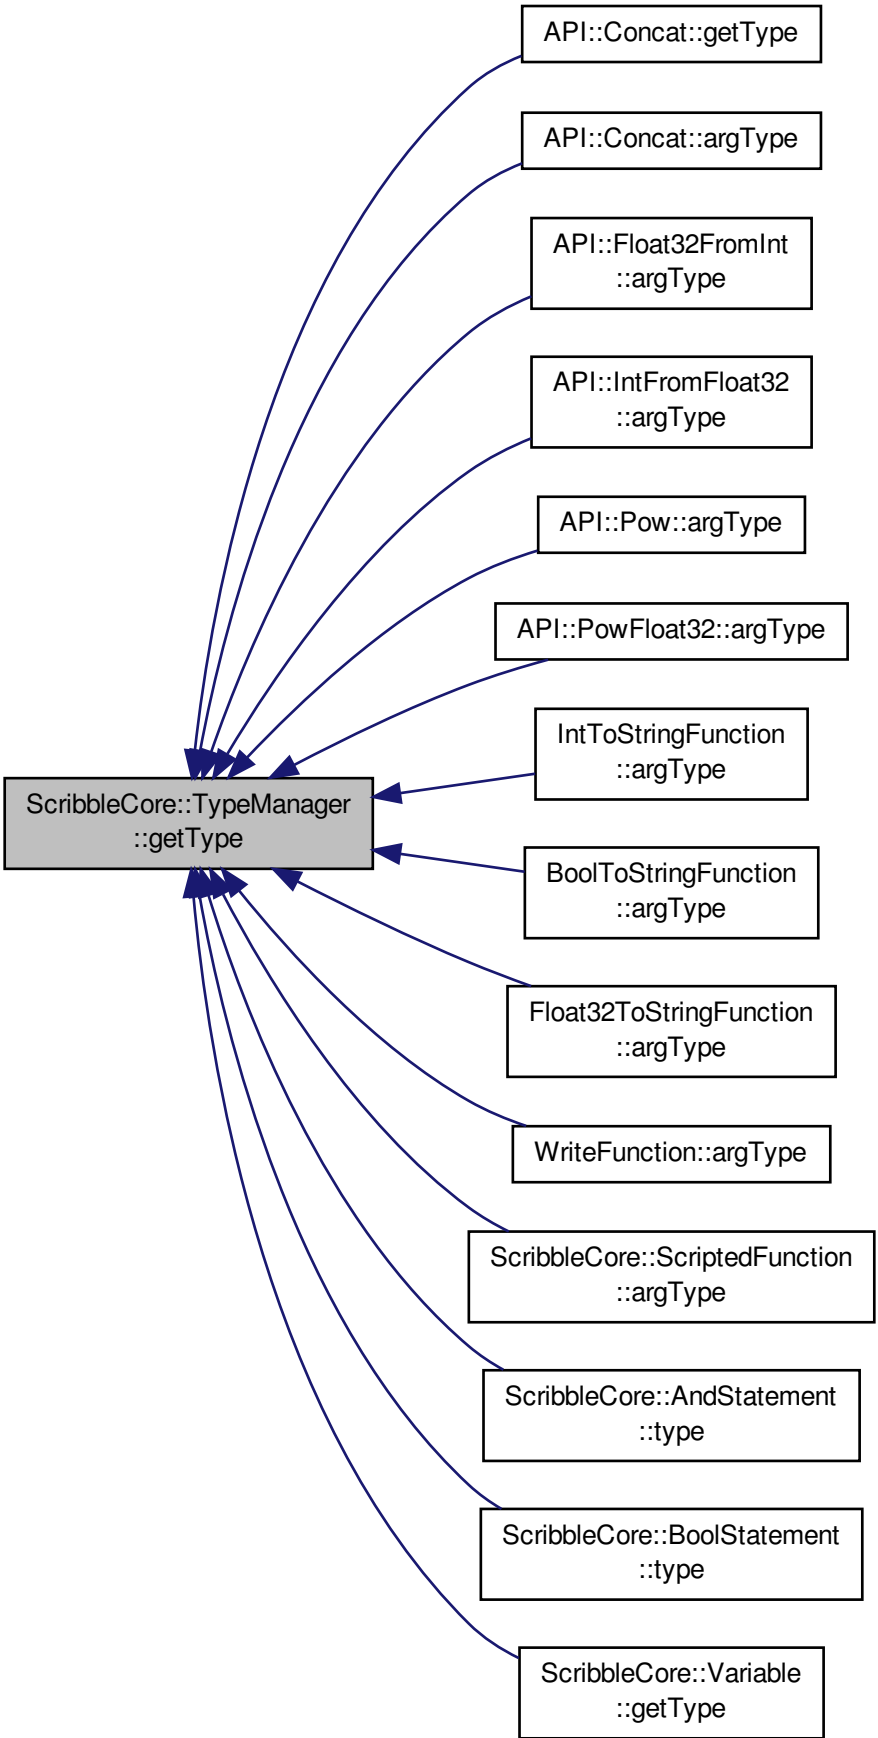 API::Concat::getType
API::Concat::argType
API::Float32FromInt
::argType
API::IntFromFloat32
::argType
API::Pow::argType
API::PowFloat32::argType
IntToStringFunction
::argType
ScribbleCore::TypeManager
::getType
BoolToStringFunction
::argType
Float32ToStringFunction
::argType
WriteFunction::argType
ScribbleCore::ScriptedFunction
::argType
ScribbleCore::AndStatement
::type
ScribbleCore::BoolStatement
::type
ScribbleCore::Variable
::getType